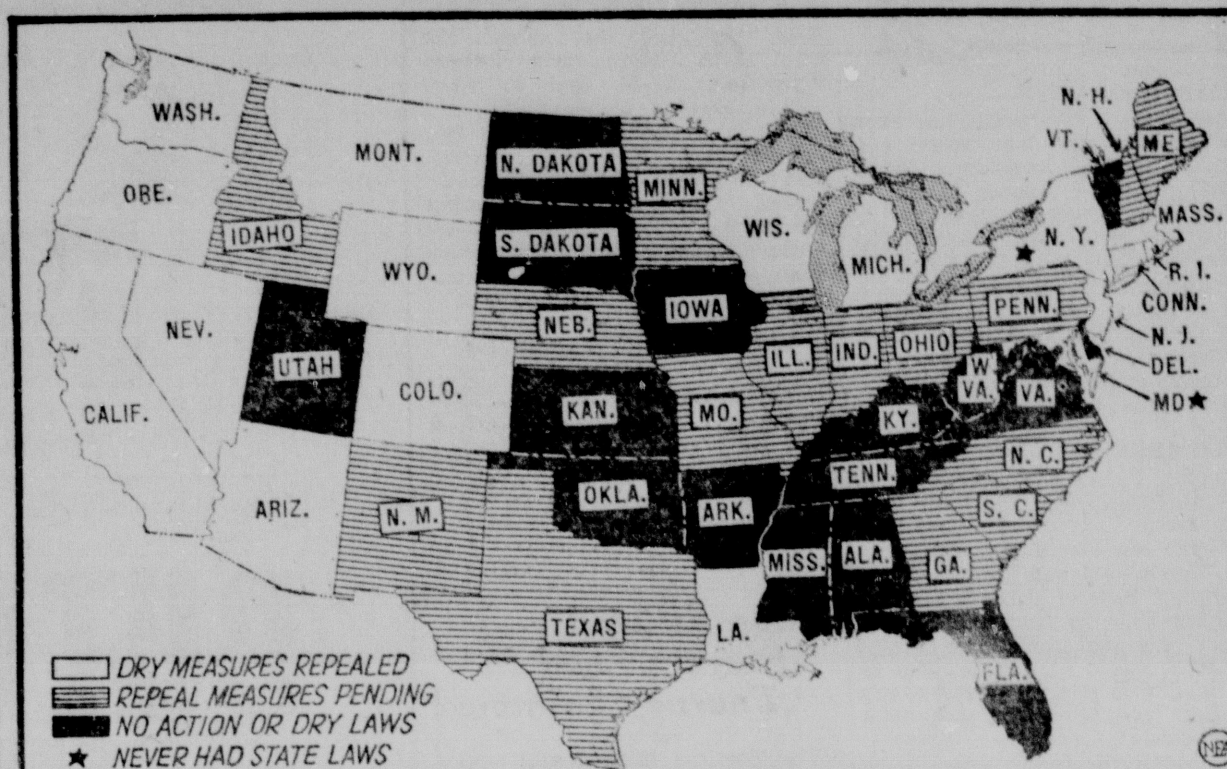 N. H.
VT.
ME
WASH.
MONT.
N. DAKOTA
MINN.
ORE.
MASS.
IDAHO
S. DAKOTA
WIS.
N. Y.
WYO.
MICH.
R. I.
CONN.
NEV.
NEB.
IOWA
PENN.
N. J.
UTAH
ILL.
IND.
OHIO
DEL.
COLO.
W
VA.
VA.
MD ★
CALIF.
KAN.
MO.
KY.
N. C.
ARIZ.
N. M.
OKLA.
ARK.
TENN.
S. C.
MISS.
ALA.
GA.
TEXAS
LA.
FLA.
DRY MEASURES REPEALED
REPEAL MEASURES PENDING
NO ACTION OR DRY LAWS
★ NEVER HAD STATE LAWS
NEA